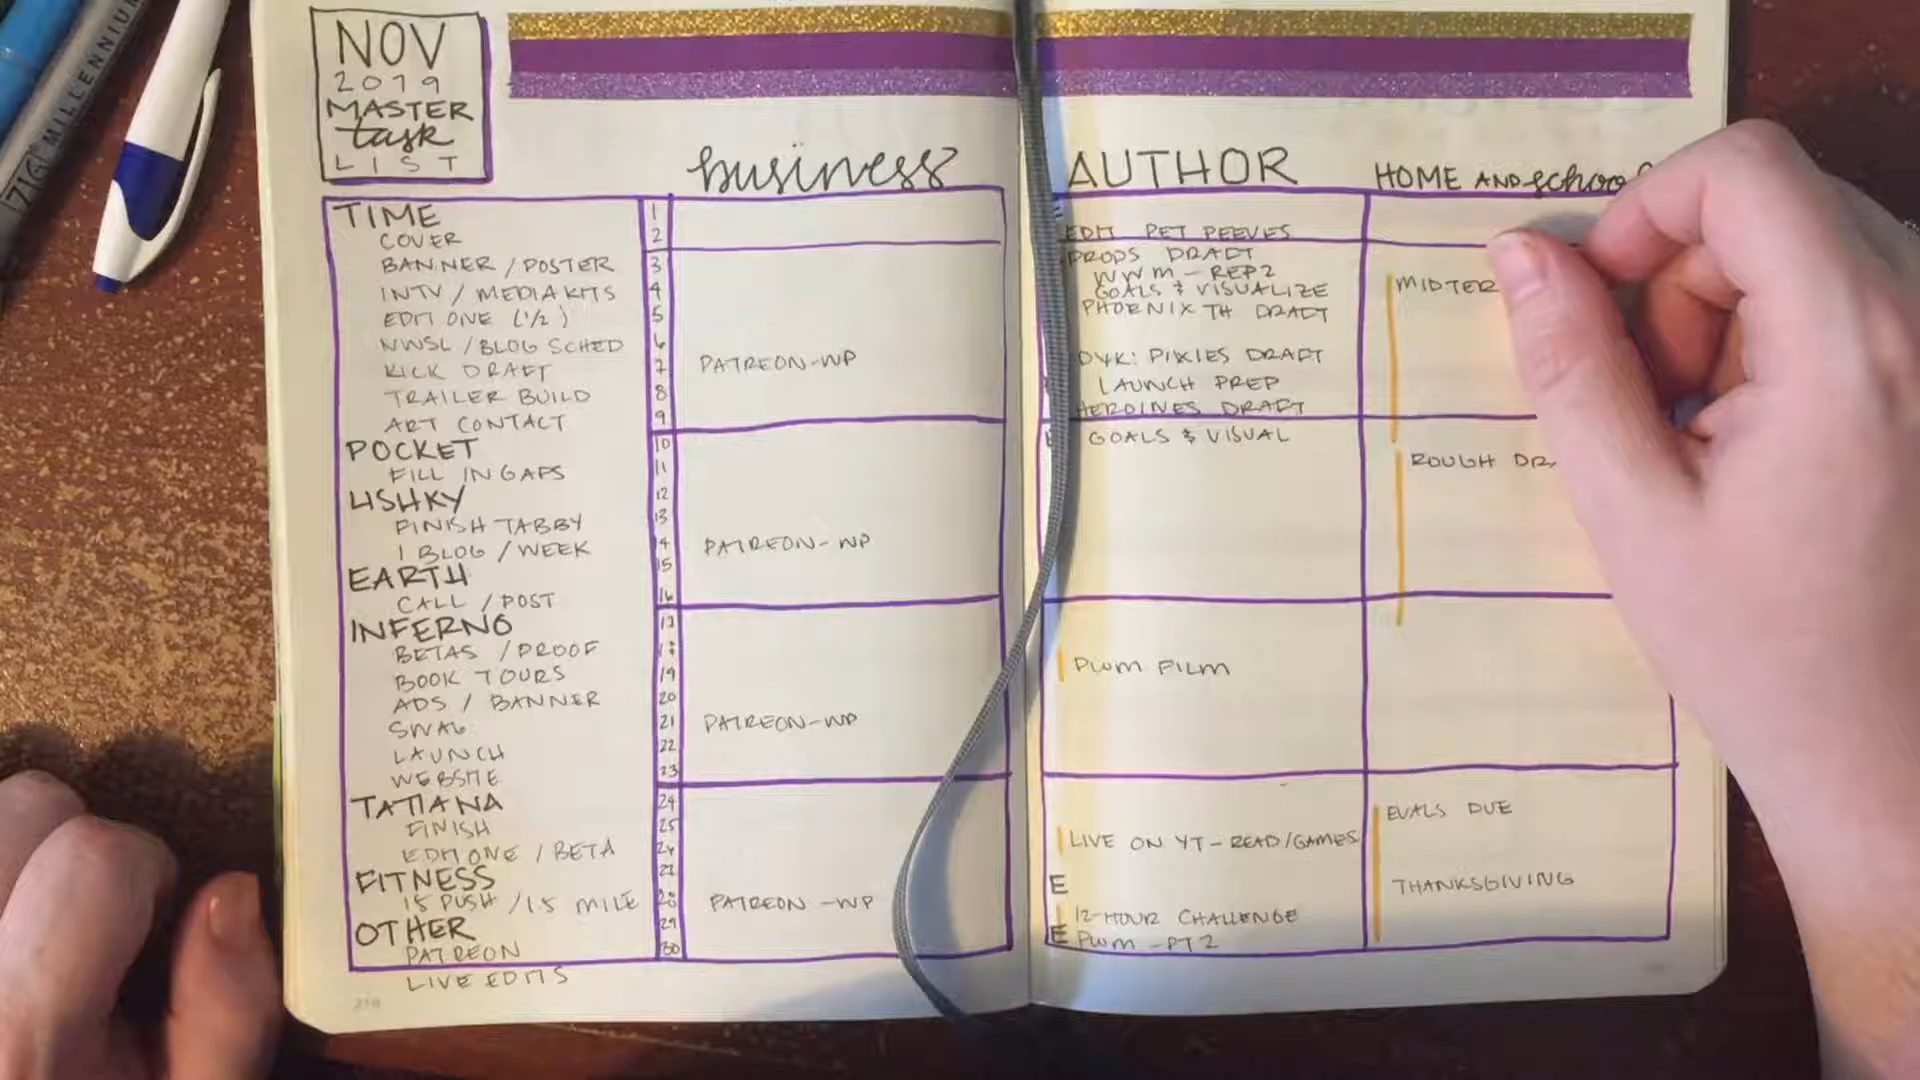 NOV
2019
MASTER
task
LIST
business
TIME
COVER
BANNER / POSTER
INTV / MEDIA KITS
EDIT ONE (1/2)
NWSL / BLOG SCHED
KICK DRAFT
TRAILER BUILD
ART CONTACT
POCKET
FILL IN GAPS
USHKY
FINISH TABBY
1 BLOG / WEEK
EARTH
CALL / POST
INFERNO
BETAS / PROOF
BOOK TOURS
ADS / BANNER
SWAG
LAUNCH
WEBSITE
TATIANA
FINISH
EDIT ONE / BETA
FITNESS
15 PUSH / 1.5 MILE
OTHER
PATREON
LIVE EDITS
1
2
3
4
5
6
7 PATREON-WP
8
9
10
11
12
13
14 PATREON-WP
15
16
17
18
19
20
21 PATREON-WP
22
23
24
25
26
27
28 PATREON-WP
29
30
AUTHOR
EDIT PET PEEVES
PROPS DRAFT
WWM - REP2
GOALS & VISUALIZE
PHOENIX TH DRAFT
DYK: PIXIES DRAFT
LAUNCH PREP
HEROINES DRAFT
GOALS & VISUAL
PWM FILM
LIVE ON YT - READ/GAMES
E
12-HOUR CHALLENGE
E PWM - PT 2
HOME AND school
MIDTER
ROUGH DR
EVALS DUE
THANKSGIVING
ZIG MILLENNIUM